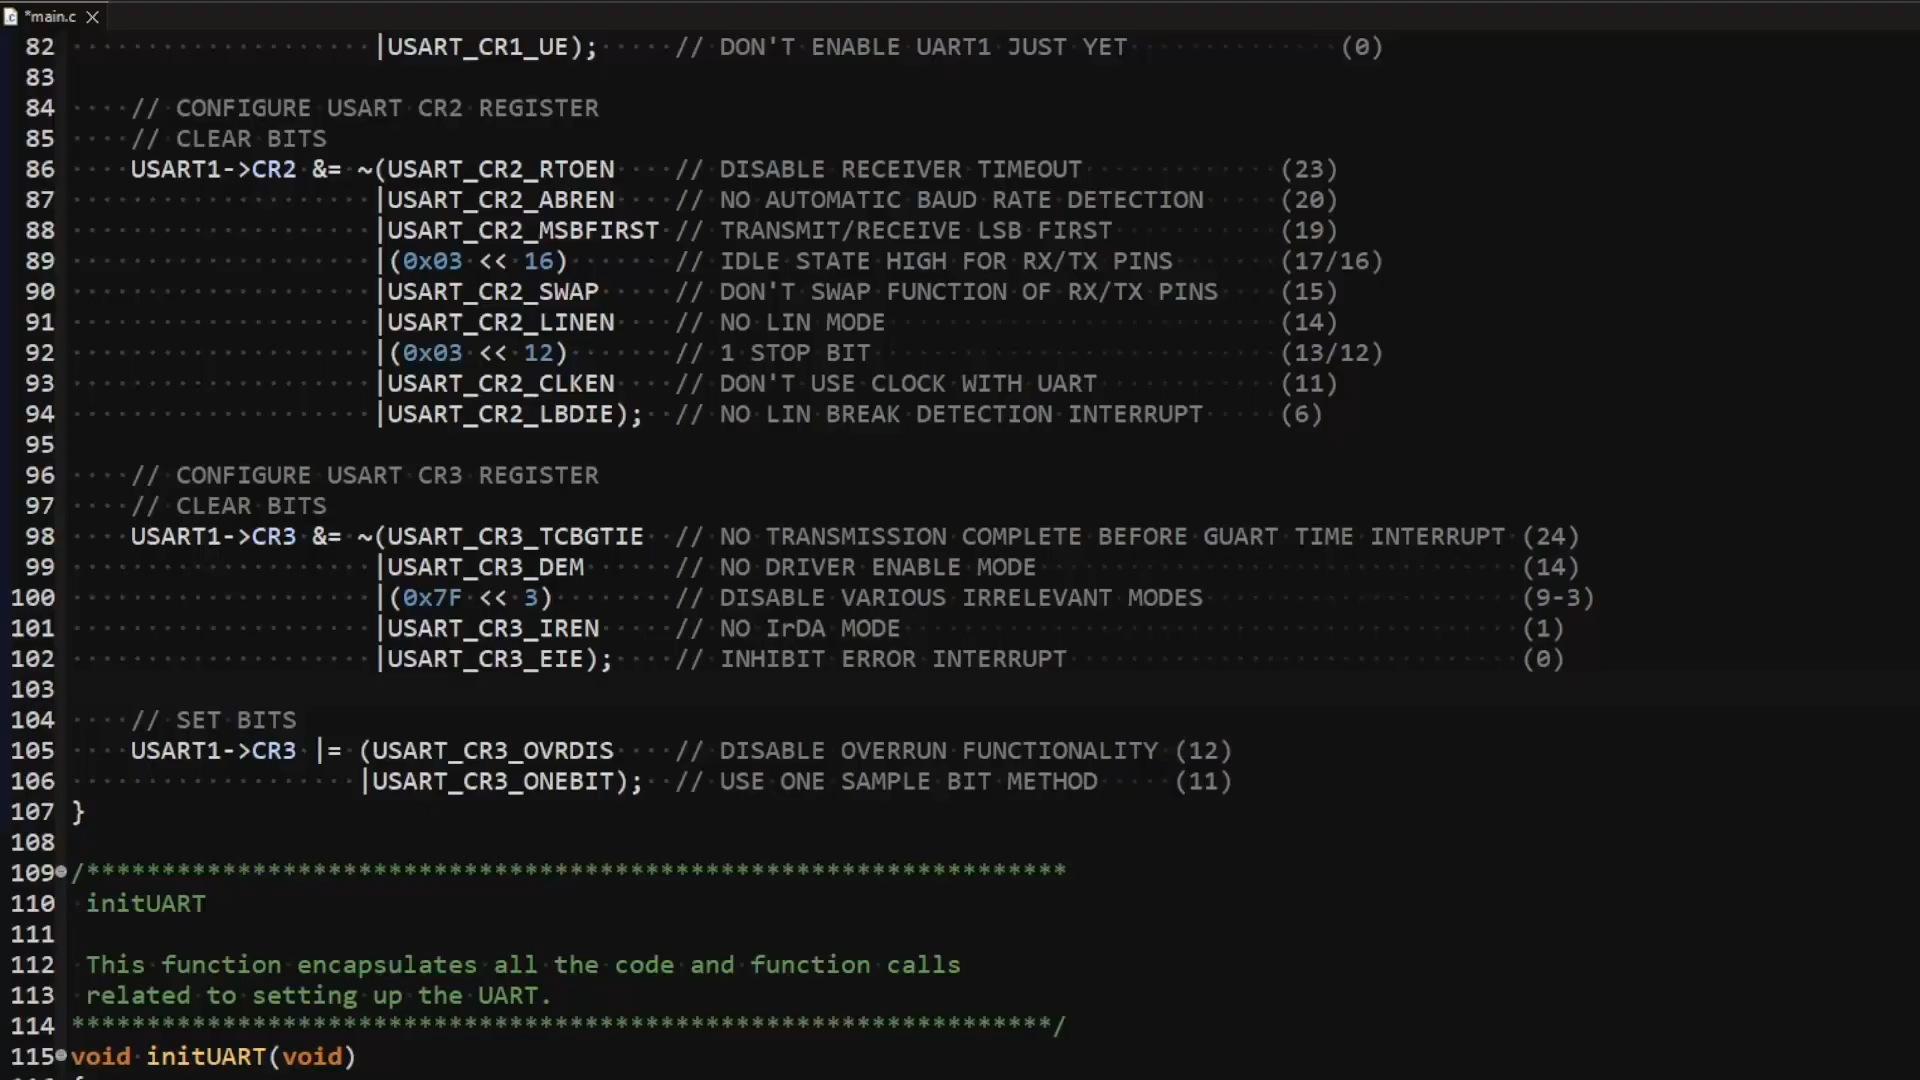 *main.c
82 |USART_CR1_UE); // DON'T ENABLE UART1 JUST YET (0)
83
84 // CONFIGURE USART CR2 REGISTER
85 // CLEAR BITS
86 USART1->CR2 &= ~(USART_CR2_RTOEN // DISABLE RECEIVER TIMEOUT (23)
87 |USART_CR2_ABREN // NO AUTOMATIC BAUD RATE DETECTION (20)
88 |USART_CR2_MSBFIRST // TRANSMIT/RECEIVE LSB FIRST (19)
89 |(0x03 << 16) // IDLE STATE HIGH FOR RX/TX PINS (17/16)
90 |USART_CR2_SWAP // DON'T SWAP FUNCTION OF RX/TX PINS (15)
91 |USART_CR2_LINEN // NO LIN MODE (14)
92 |(0x03 << 12) // 1 STOP BIT (13/12)
93 |USART_CR2_CLKEN // DON'T USE CLOCK WITH UART (11)
94 |USART_CR2_LBDIE); // NO LIN BREAK DETECTION INTERRUPT (6)
95
96 // CONFIGURE USART CR3 REGISTER
97 // CLEAR BITS
98 USART1->CR3 &= ~(USART_CR3_TCBGTIE // NO TRANSMISSION COMPLETE BEFORE GUART TIME INTERRUPT (24)
99 |USART_CR3_DEM // NO DRIVER ENABLE MODE (14)
100 |(0x7F << 3) // DISABLE VARIOUS IRRELEVANT MODES (9-3)
101 |USART_CR3_IREN // NO IrDA MODE (1)
102 |USART_CR3_EIE); // INHIBIT ERROR INTERRUPT (0)
103
104 // SET BITS
105 USART1->CR3 |= (USART_CR3_OVRDIS // DISABLE OVERRUN FUNCTIONALITY (12)
106 |USART_CR3_ONEBIT); // USE ONE SAMPLE BIT METHOD (11)
107 }
108
109 /*****************************************************************
110 initUART
111
112 This function encapsulates all the code and function calls
113 related to setting up the UART.
114 *****************************************************************/
115 void initUART(void)